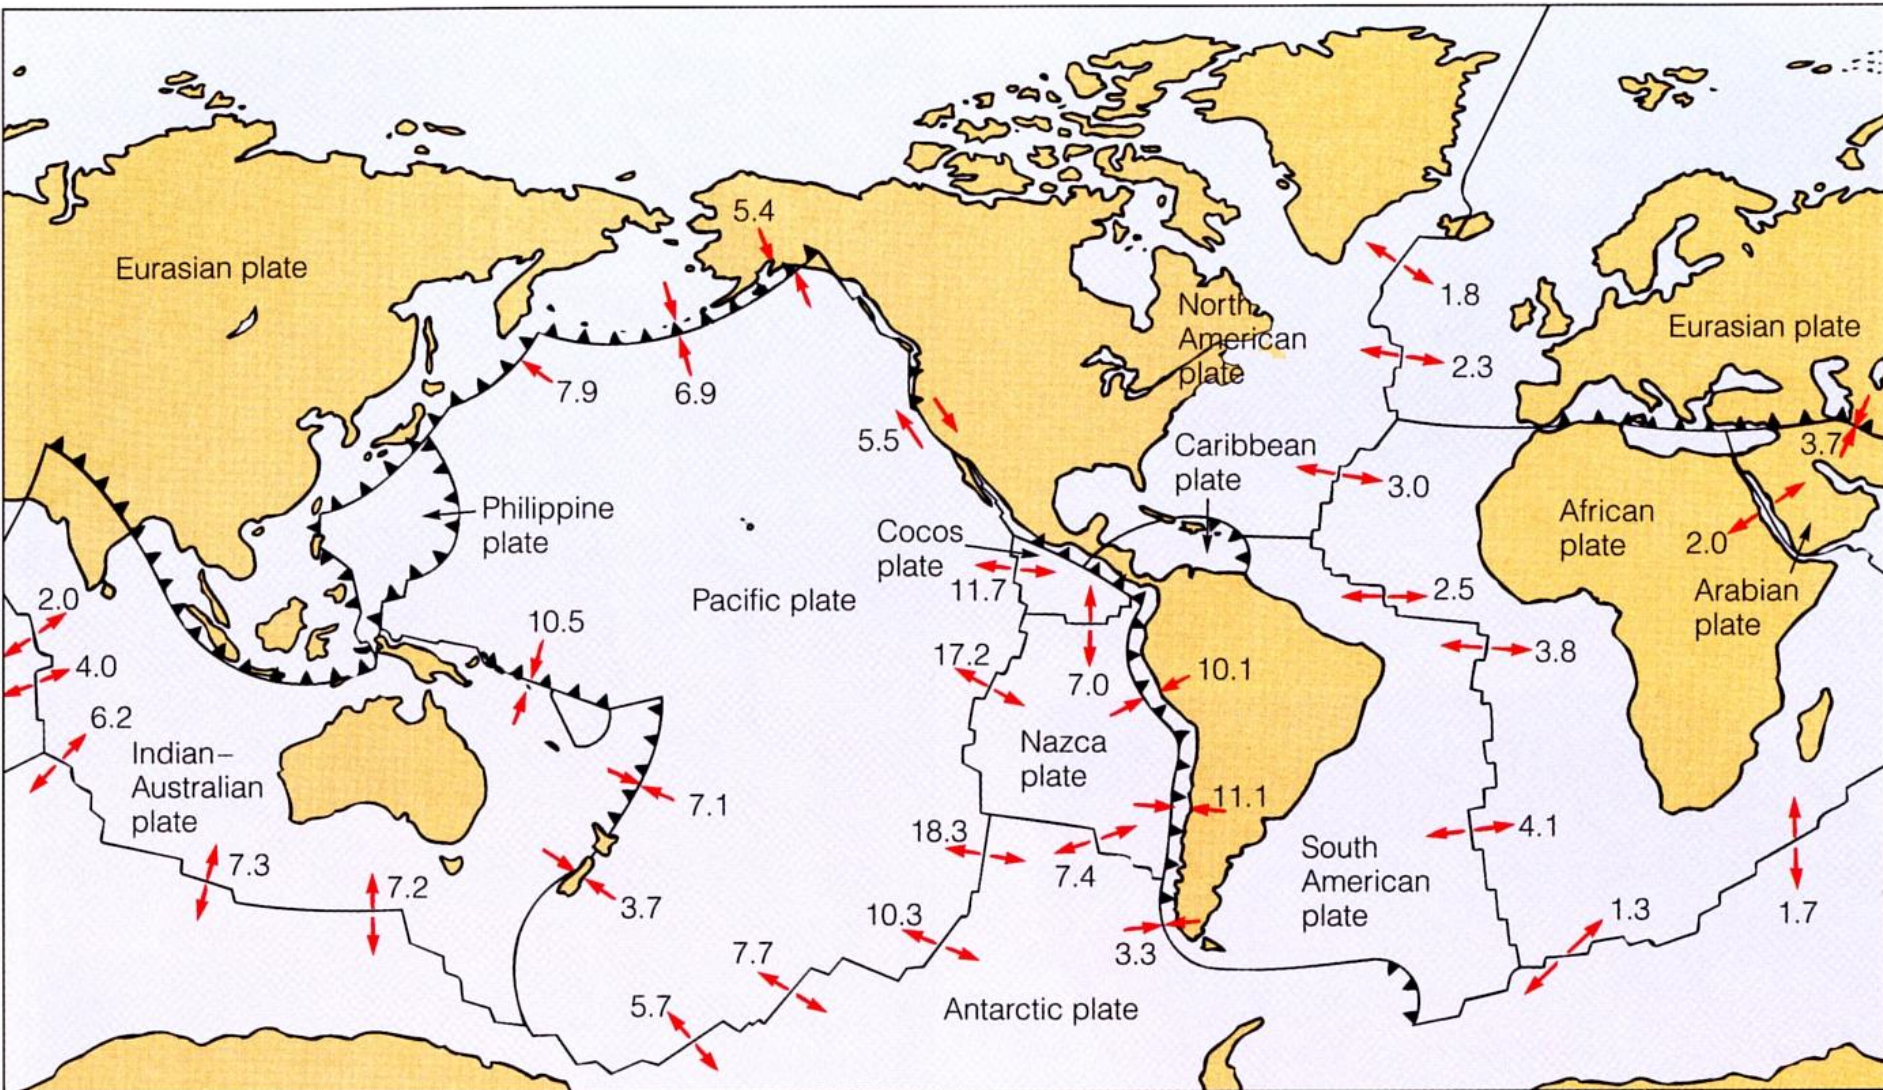 5.4
Eurasian plate
North
American
plate
1.8
Eurasian plate
2.3
7.9
6.9
5.5
Caribbean
plate
3.7
3.0
Philippine
plate
Cocos
plate
African
plate
2.0
11.7
Pacific plate
2.5
Arabian
plate
2.0
10.5
4.0
17.2
7.0
10.1
3.8
6.2
Indian–
Australian
plate
Nazca
plate
7.1
11.1
18.3
7.4
4.1
South
American
plate
7.3
7.2
3.7
10.3
3.3
1.3
1.7
7.7
5.7
Antarctic plate